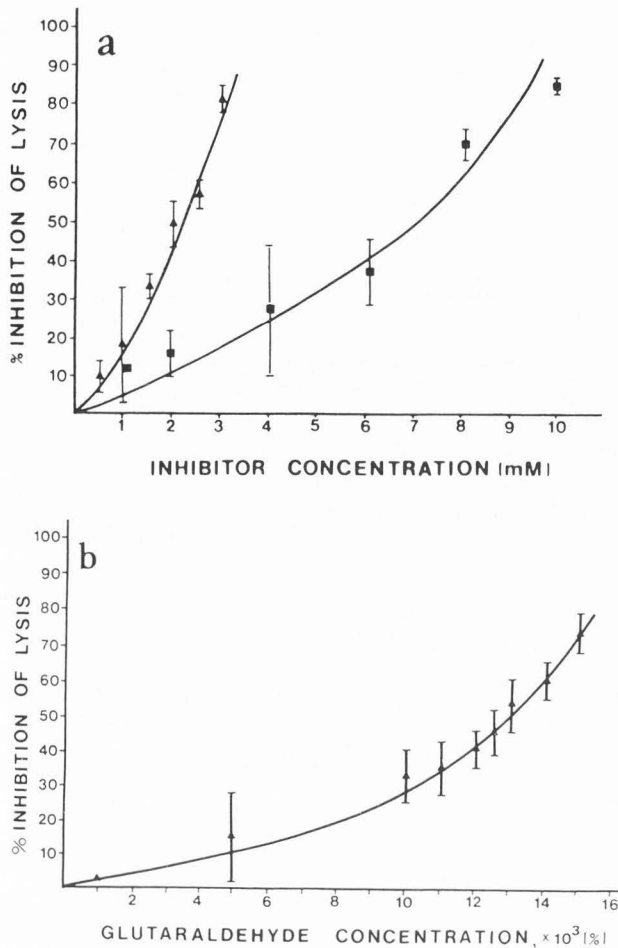 a
100
90
80
70
60
50
40
30
20
10
% INHIBITION OF LYSIS
1 2 3 4 5 6 7 8 9 10
INHIBITOR CONCENTRATION (mM)
b
100
90
80
70
60
50
40
30
20
10
% INHIBITION OF LYSIS
2 4 6 8 10 12 14 16
GLUTARALDEHYDE CONCENTRATION, × 10³ (%)